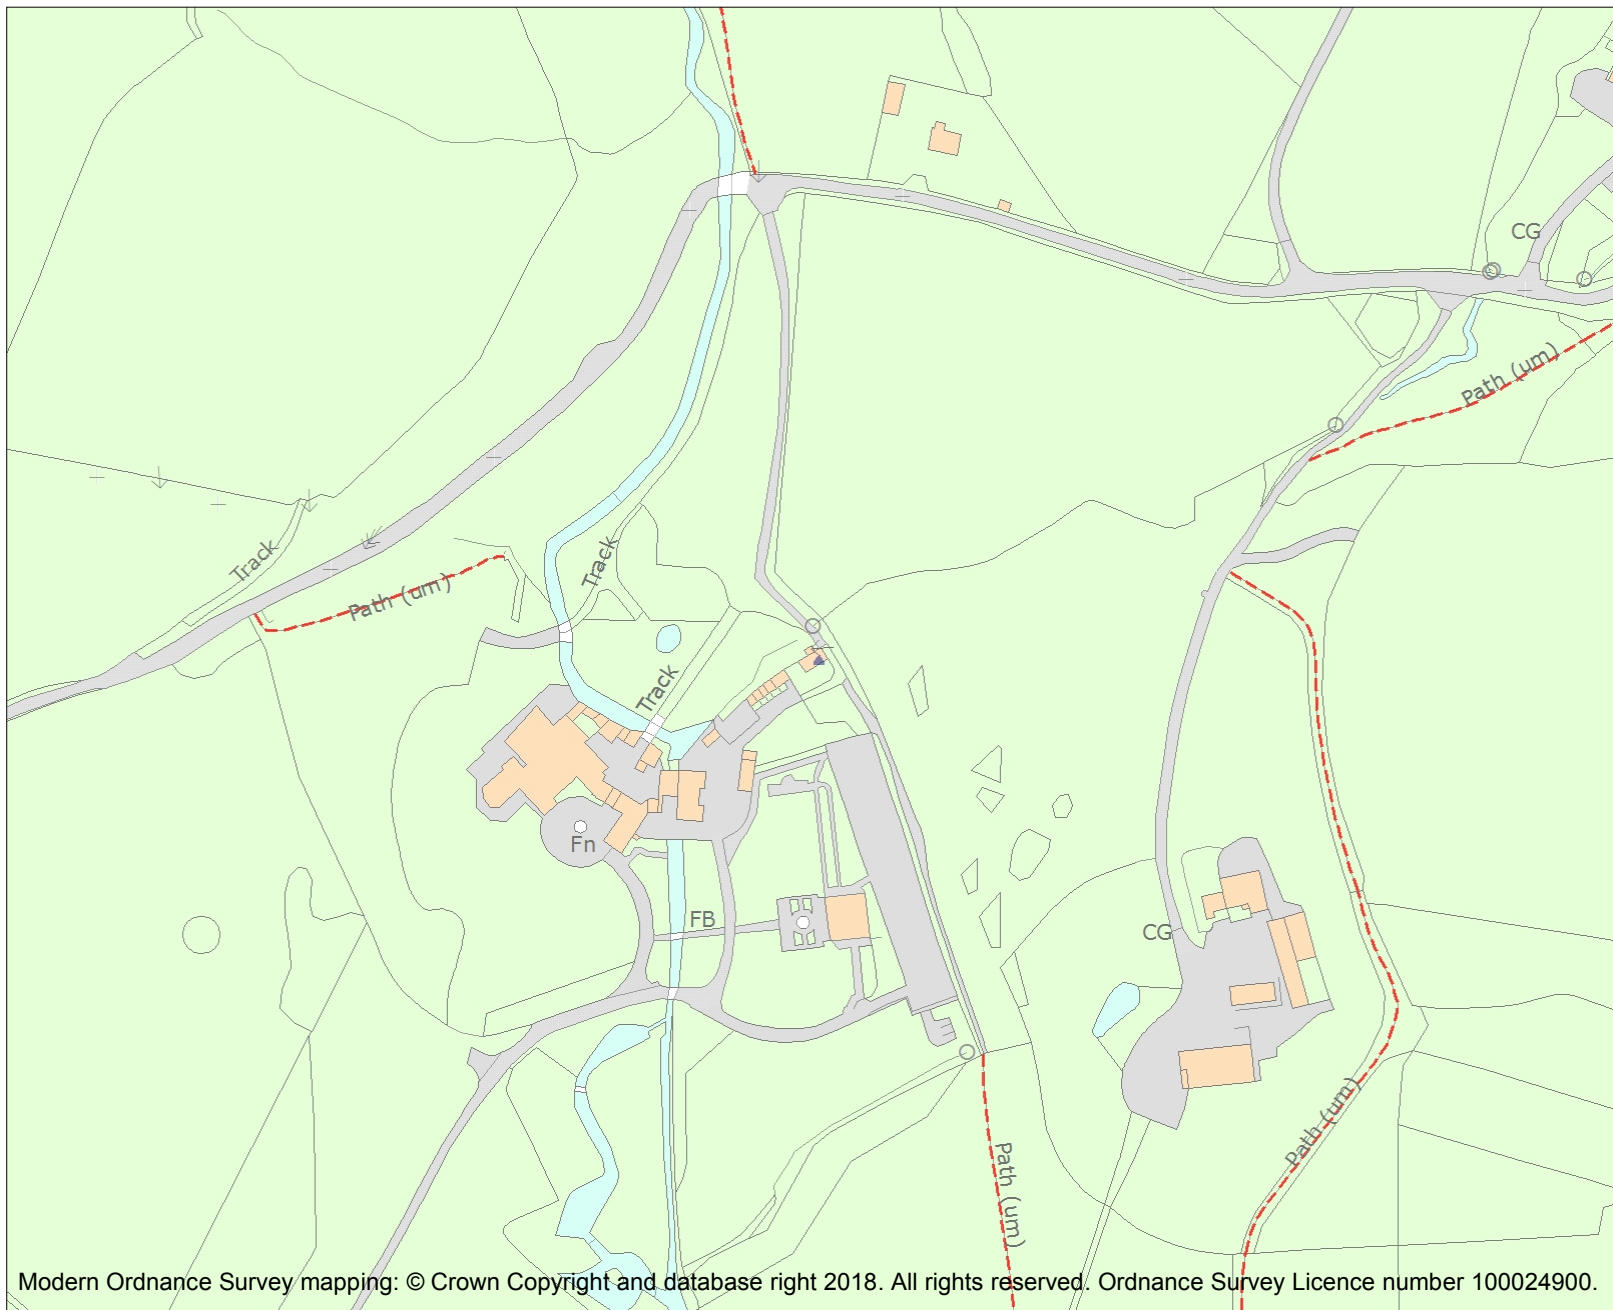 CG
Path (um)
Track
Track
Path (um)
Track
Fn
FB
CG
Path (um)
Path (um)
Modern Ordnance Survey mapping: © Crown Copyright and database right 2018. All rights reserved. Ordnance Survey Licence number 100024900.